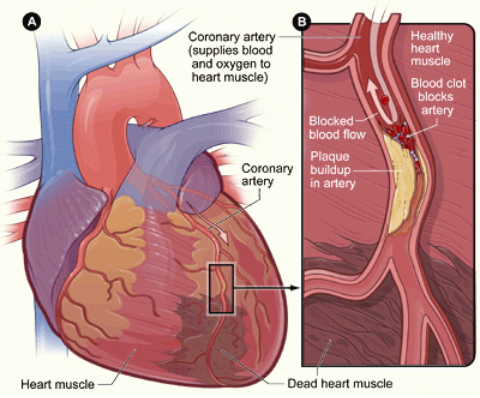 A
Coronary artery
(supplies blood
and oxygen to
heart muscle)
Coronary
artery
Heart muscle
Dead heart muscle
B
Healthy
heart
muscle
Blood clot
blocks
artery
Blocked
blood flow
Plaque
buildup
in artery